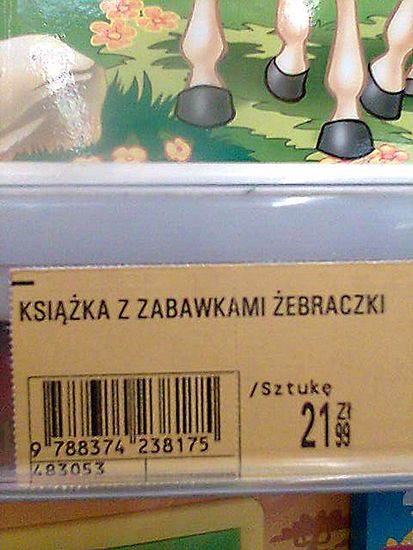 KSIĄŻKA Z ZABAWKAMI ŻEBRACZKI
/Sztukę
21 Zł 99
9 788374 238175
483053